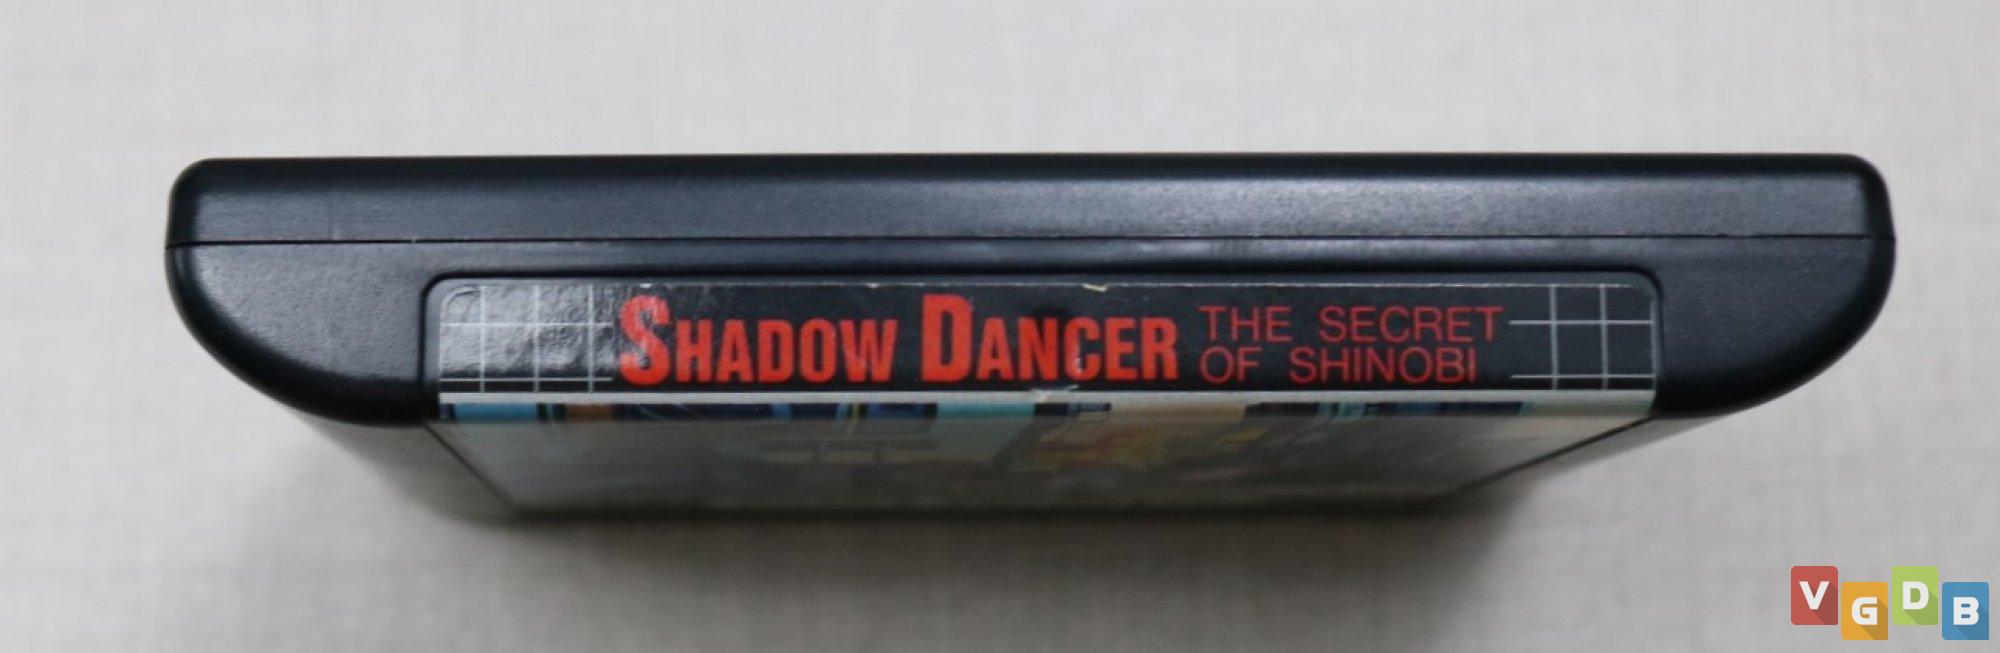 SHADOW DANCER THE SECRET
OF SHINOBI
VGDB